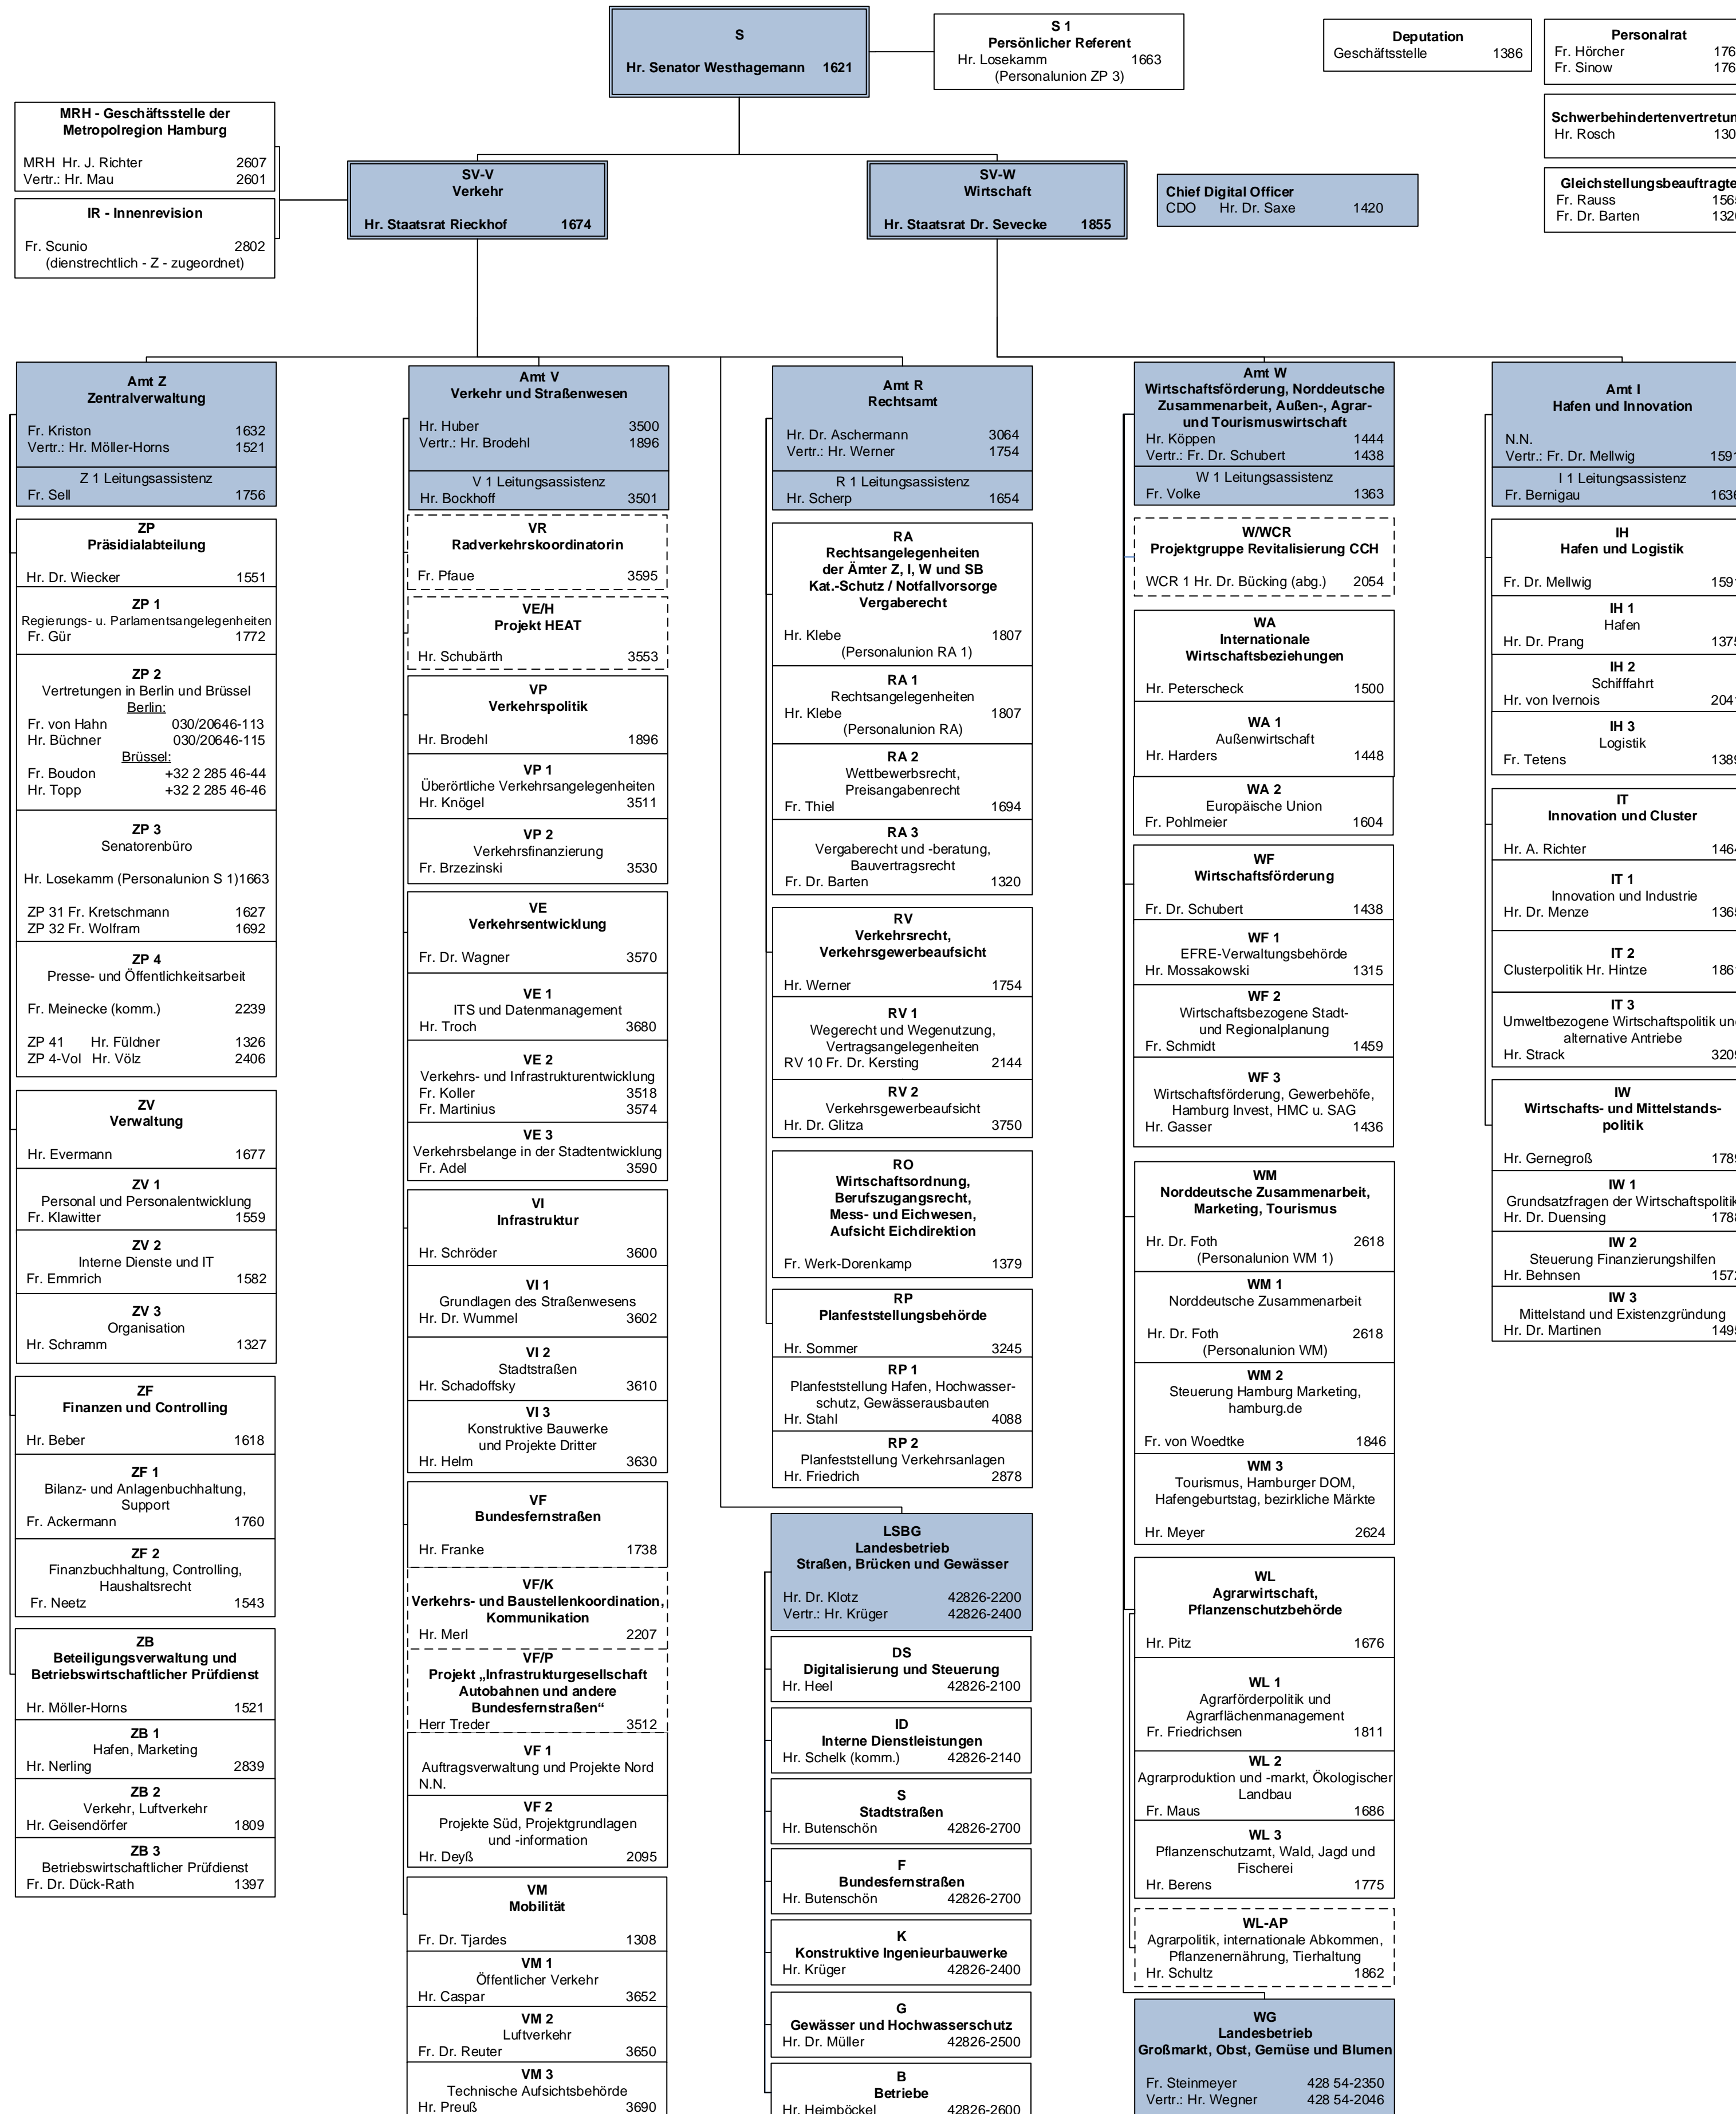 S
Hr. Senator Westhagemann 1621
S 1
Persönlicher Referent
Hr. Losekamm 1663
(Personalunion ZP 3)
Deputation
Geschäftsstelle 1386
Personalrat
Fr. Hörcher 176
Fr. Sinow 176
Schwerbehindertenvertretun
Hr. Rosch 130
Gleichstellungsbeauftragte
Fr. Rauss 156
Fr. Dr. Barten 132
MRH - Geschäftsstelle der
Metropolregion Hamburg
MRH Hr. J. Richter 2607
Vertr.: Hr. Mau 2601
IR - Innenrevision
Fr. Scunio 2802
(dienstrechtlich - Z - zugeordnet)
SV-V
Verkehr
Hr. Staatsrat Rieckhof 1674
SV-W
Wirtschaft
Hr. Staatsrat Dr. Sevecke 1855
Chief Digital Officer
CDO Hr. Dr. Saxe 1420
Amt Z
Zentralverwaltung
Fr. Kriston 1632
Vertr.: Hr. Möller-Horns 1521
Z 1 Leitungsassistenz
Fr. Sell 1756
ZP
Präsidialabteilung
Hr. Dr. Wiecker 1551
ZP 1
Regierungs- u. Parlamentsangelegenheiten
Fr. Gür 1772
ZP 2
Vertretungen in Berlin und Brüssel
Berlin:
Fr. von Hahn 030/20646-113
Hr. Büchner 030/20646-115
Brüssel:
Fr. Boudon +32 2 285 46-44
Hr. Topp +32 2 285 46-46
ZP 3
Senatorenbüro
Hr. Losekamm (Personalunion S 1)1663
ZP 31 Fr. Kretschmann 1627
ZP 32 Fr. Wolfram 1692
ZP 4
Presse- und Öffentlichkeitsarbeit
Fr. Meinecke (komm.) 2239
ZP 41 Hr. Füldner 1326
ZP 4-Vol Hr. Völz 2406
ZV
Verwaltung
Hr. Evermann 1677
ZV 1
Personal und Personalentwicklung
Fr. Klawitter 1559
ZV 2
Interne Dienste und IT
Fr. Emmrich 1582
ZV 3
Organisation
Hr. Schramm 1327
ZF
Finanzen und Controlling
Hr. Beber 1618
ZF 1
Bilanz- und Anlagenbuchhaltung,
Support
Fr. Ackermann 1760
ZF 2
Finanzbuchhaltung, Controlling,
Haushaltsrecht
Fr. Neetz 1543
ZB
Beteiligungsverwaltung und
Betriebswirtschaftlicher Prüfdienst
Hr. Möller-Horns 1521
ZB 1
Hafen, Marketing
Hr. Nerling 2839
ZB 2
Verkehr, Luftverkehr
Hr. Geisendörfer 1809
ZB 3
Betriebswirtschaftlicher Prüfdienst
Fr. Dr. Dück-Rath 1397
Amt V
Verkehr und Straßenwesen
Hr. Huber 3500
Vertr.: Hr. Brodehl 1896
V 1 Leitungsassistenz
Hr. Bockhoff 3501
VR
Radverkehrskoordinatorin
Fr. Pfaue 3595
VE/H
Projekt HEAT
Hr. Schubärth 3553
VP
Verkehrspolitik
Hr. Brodehl 1896
VP 1
Überörtliche Verkehrsangelegenheiten
Hr. Knögel 3511
VP 2
Verkehrsfinanzierung
Fr. Brzezinski 3530
VE
Verkehrsentwicklung
Fr. Dr. Wagner 3570
VE 1
ITS und Datenmanagement
Hr. Troch 3680
VE 2
Verkehrs- und Infrastrukturentwicklung
Fr. Koller 3518
Fr. Martinius 3574
VE 3
Verkehrsbelange in der Stadtentwicklung
Fr. Adel 3590
VI
Infrastruktur
Hr. Schröder 3600
VI 1
Grundlagen des Straßenwesens
Hr. Dr. Wummel 3602
VI 2
Stadtstraßen
Hr. Schadoffsky 3610
VI 3
Konstruktive Bauwerke
und Projekte Dritter
Hr. Helm 3630
VF
Bundesfernstraßen
Hr. Franke 1738
VF/K
Verkehrs- und Baustellenkoordination,
Kommunikation
Hr. Merl 2207
VF/P
Projekt „Infrastrukturgesellschaft
Autobahnen und andere
Bundesfernstraßen“
Herr Treder 3512
VF 1
Auftragsverwaltung und Projekte Nord
N.N.
VF 2
Projekte Süd, Projektgrundlagen
und -information
Hr. Deyß 2095
VM
Mobilität
Fr. Dr. Tjardes 1308
VM 1
Öffentlicher Verkehr
Hr. Caspar 3652
VM 2
Luftverkehr
Fr. Dr. Reuter 3650
VM 3
Technische Aufsichtsbehörde
Hr. Preuß 3690
Amt R
Rechtsamt
Hr. Dr. Aschermann 3064
Vertr.: Hr. Werner 1754
R 1 Leitungsassistenz
Hr. Scherp 1654
RA
Rechtsangelegenheiten
der Ämter Z, I, W und SB
Kat.-Schutz / Notfallvorsorge
Vergaberecht
Hr. Klebe 1807
(Personalunion RA 1)
RA 1
Rechtsangelegenheiten
Hr. Klebe 1807
(Personalunion RA)
RA 2
Wettbewerbsrecht,
Preisangabenrecht
Fr. Thiel 1694
RA 3
Vergaberecht und -beratung,
Bauvertragsrecht
Fr. Dr. Barten 1320
RV
Verkehrsrecht,
Verkehrsgewerbeaufsicht
Hr. Werner 1754
RV 1
Wegerecht und Wegenutzung,
Vertragsangelegenheiten
RV 10 Fr. Dr. Kersting 2144
RV 2
Verkehrsgewerbeaufsicht
Hr. Dr. Glitza 3750
RO
Wirtschaftsordnung,
Berufszugangsrecht,
Mess- und Eichwesen,
Aufsicht Eichdirektion
Fr. Werk-Dorenkamp 1379
RP
Planfeststellungsbehörde
Hr. Sommer 3245
RP 1
Planfeststellung Hafen, Hochwasser-
schutz, Gewässerausbauten
Hr. Stahl 4088
RP 2
Planfeststellung Verkehrsanlagen
Hr. Friedrich 2878
LSBG
Landesbetrieb
Straßen, Brücken und Gewässer
Hr. Dr. Klotz 42826-2200
Vertr.: Hr. Krüger 42826-2400
DS
Digitalisierung und Steuerung
Hr. Heel 42826-2100
ID
Interne Dienstleistungen
Hr. Schelk (komm.) 42826-2140
S
Stadtstraßen
Hr. Butenschön 42826-2700
F
Bundesfernstraßen
Hr. Butenschön 42826-2700
K
Konstruktive Ingenieurbauwerke
Hr. Krüger 42826-2400
G
Gewässer und Hochwasserschutz
Hr. Dr. Müller 42826-2500
B
Betriebe
Hr. Heimböckel 42826-2600
Amt W
Wirtschaftsförderung, Norddeutsche
Zusammenarbeit, Außen-, Agrar-
und Tourismuswirtschaft
Hr. Köppen 1444
Vertr.: Fr. Dr. Schubert 1438
W 1 Leitungsassistenz
Fr. Volke 1363
W/WCR
Projektgruppe Revitalisierung CCH
WCR 1 Hr. Dr. Bücking (abg.) 2054
WA
Internationale
Wirtschaftsbeziehungen
Hr. Peterscheck 1500
WA 1
Außenwirtschaft
Hr. Harders 1448
WA 2
Europäische Union
Fr. Pohlmeier 1604
WF
Wirtschaftsförderung
Fr. Dr. Schubert 1438
WF 1
EFRE-Verwaltungsbehörde
Hr. Mossakowski 1315
WF 2
Wirtschaftsbezogene Stadt-
und Regionalplanung
Fr. Schmidt 1459
WF 3
Wirtschaftsförderung, Gewerbehöfe,
Hamburg Invest, HMC u. SAG
Hr. Gasser 1436
WM
Norddeutsche Zusammenarbeit,
Marketing, Tourismus
Hr. Dr. Foth 2618
(Personalunion WM 1)
WM 1
Norddeutsche Zusammenarbeit
Hr. Dr. Foth 2618
(Personalunion WM)
WM 2
Steuerung Hamburg Marketing,
hamburg.de
Fr. von Woedtke 1846
WM 3
Tourismus, Hamburger DOM,
Hafengeburtstag, bezirkliche Märkte
Hr. Meyer 2624
WL
Agrarwirtschaft,
Pflanzenschutzbehörde
Hr. Pitz 1676
WL 1
Agrarförderpolitik und
Agrarflächenmanagement
Fr. Friedrichsen 1811
WL 2
Agrarproduktion und -markt, Ökologischer
Landbau
Fr. Maus 1686
WL 3
Pflanzenschutzamt, Wald, Jagd und
Fischerei
Hr. Berens 1775
WL-AP
Agrarpolitik, internationale Abkommen,
Pflanzenernährung, Tierhaltung
Hr. Schultz 1862
WG
Landesbetrieb
Großmarkt, Obst, Gemüse und Blumen
Fr. Steinmeyer 428 54-2350
Vertr.: Hr. Wegner 428 54-2046
Amt I
Hafen und Innovation
N.N.
Vertr.: Fr. Dr. Mellwig 1591
I 1 Leitungsassistenz
Fr. Bernigau 1636
IH
Hafen und Logistik
Fr. Dr. Mellwig 159
IH 1
Hafen
Hr. Dr. Prang 1375
IH 2
Schifffahrt
Hr. von Ivernois 204
IH 3
Logistik
Fr. Tetens 1389
IT
Innovation und Cluster
Hr. A. Richter 146
IT 1
Innovation und Industrie
Hr. Dr. Menze 136
IT 2
Clusterpolitik Hr. Hintze 186
IT 3
Umweltbezogene Wirtschaftspolitik un
alternative Antriebe
Hr. Strack 320
IW
Wirtschafts- und Mittelstands-
politik
Hr. Gernegroß 178
IW 1
Grundsatzfragen der Wirtschaftspolitik
Hr. Dr. Duensing 178
IW 2
Steuerung Finanzierungshilfen
Hr. Behnsen 157
IW 3
Mittelstand und Existenzgründung
Hr. Dr. Martinen 149